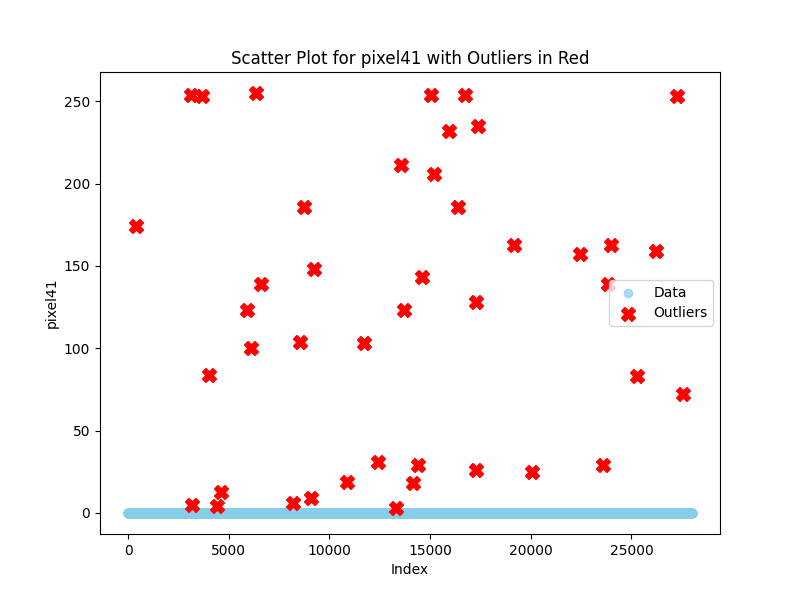 Scatter Plot for pixel41 with Outliers in Red
250
200
150
100
50
0
pixel41
Data
Outliers
0
5000
10000
15000
20000
25000
Index